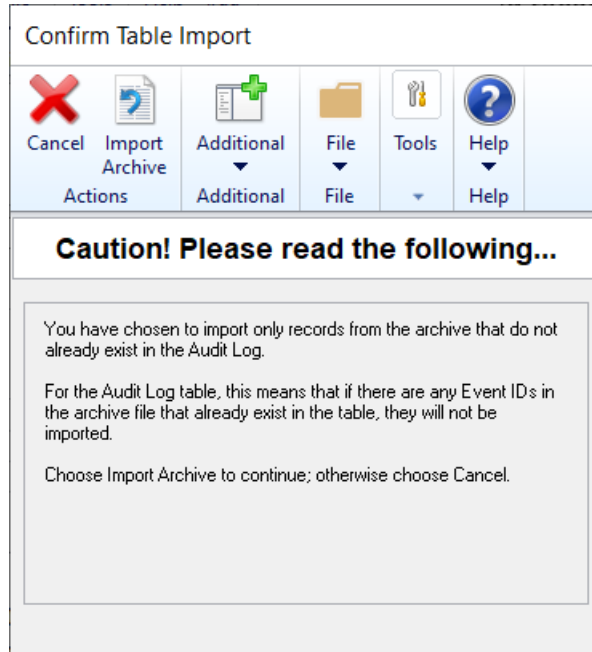 Confirm Table Import
Cancel Import Archive Additional File Tools Help
Actions Additional File Help
Caution! Please read the following...
You have chosen to import only records from the archive that do not
already exist in the Audit Log.
For the Audit Log table, this means that if there are any Event IDs in
the archive file that already exist in the table, they will not be
imported.
Choose Import Archive to continue; otherwise choose Cancel.